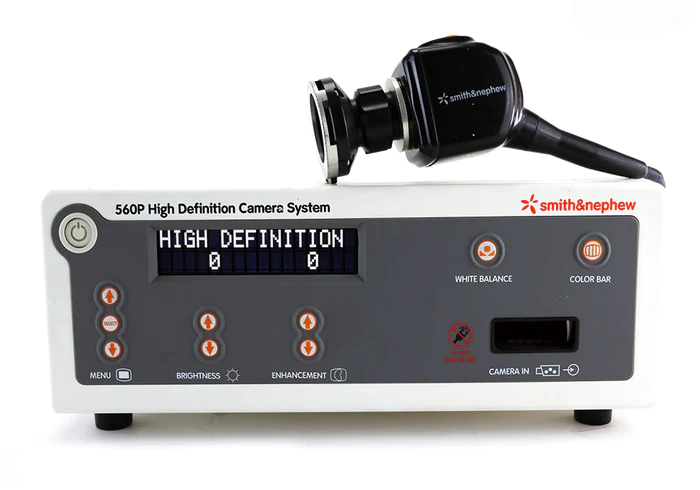 smith&nephew
560P High Definition Camera System
smith&nephew
HIGH DEFINITION
0 0
WHITE BALANCE
COLOR BAR
SELECT
MENU
BRIGHTNESS
ENHANCEMENT
CAMERA IN